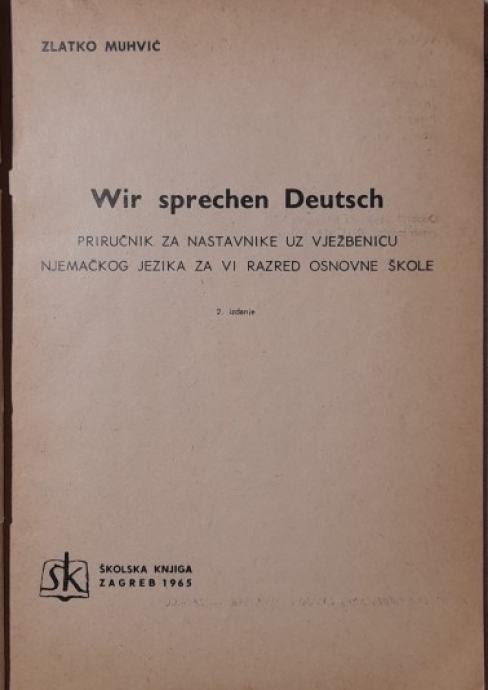 ZLATKO MUHVIĆ
Wir sprechen Deutsch
PRIRUČNIK ZA NASTAVNIKE UZ VJEŽBENICU
NJEMAČKOG JEZIKA ZA VI RAZRED OSNOVNE ŠKOLE
2. izdanje
sk
ŠKOLSKA KNJIGA
ZAGREB 1965